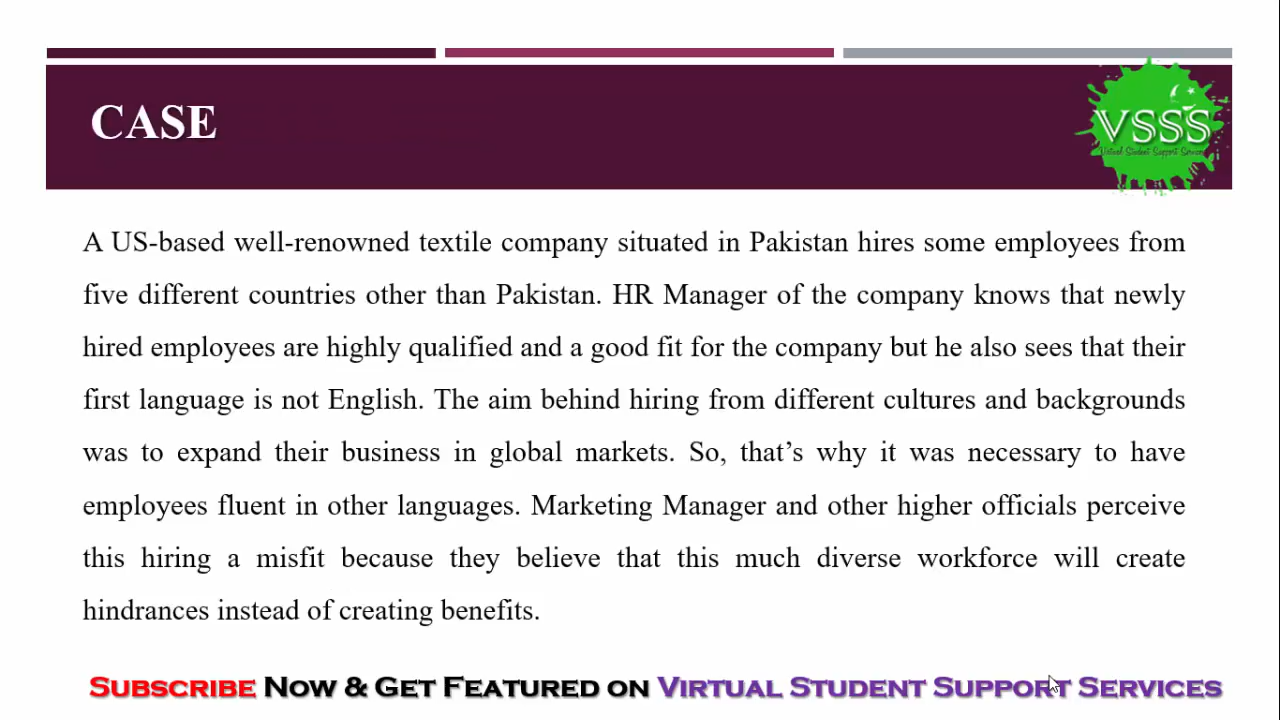 CASE
VSSS
Virtual Student Support Services
A US-based well-renowned textile company situated in Pakistan hires some employees from
five different countries other than Pakistan. HR Manager of the company knows that newly
hired employees are highly qualified and a good fit for the company but he also sees that their
first language is not English. The aim behind hiring from different cultures and backgrounds
was to expand their business in global markets. So, that’s why it was necessary to have
employees fluent in other languages. Marketing Manager and other higher officials perceive
this hiring a misfit because they believe that this much diverse workforce will create
hindrances instead of creating benefits.
Subscribe Now & Get Featured on Virtual Student Support Services